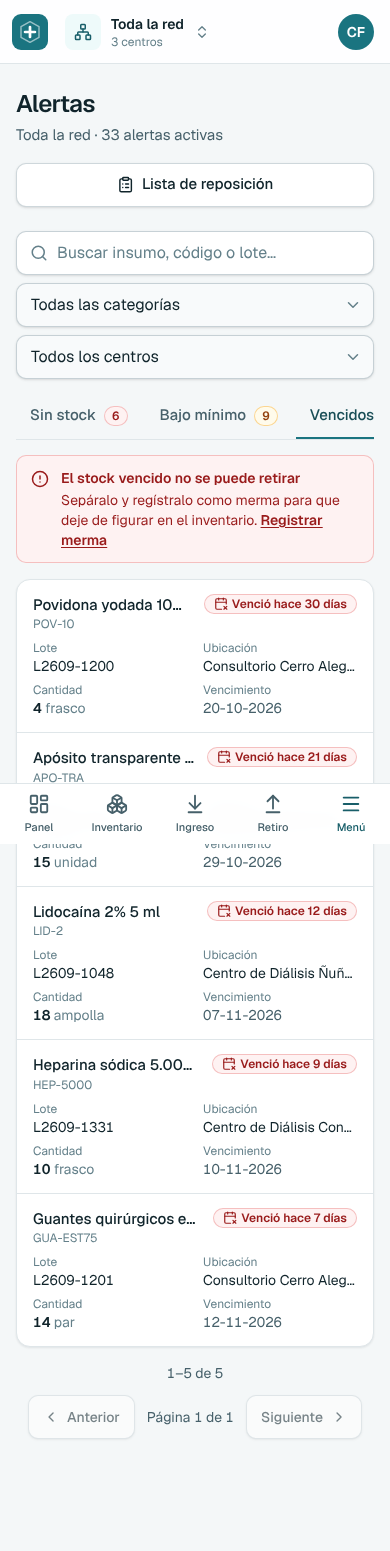 Toda la red
3 centros
CF
Alertas
Toda la red · 33 alertas activas
Lista de reposición
Buscar insumo, código o lote...
Todas las categorías
Todos los centros
Sin stock 6 Bajo mínimo 9 Vencidos
El stock vencido no se puede retirar
Sepáralo y regístralo como merma para que
deje de figurar en el inventario. Registrar
merma
Povidona yodada 10... Venció hace 30 días
POV-10
Lote Ubicación
L2609-1200 Consultorio Cerro Aleg...
Cantidad Vencimiento
4 frasco 20-10-2026
Apósito transparente ... Venció hace 21 días
APO-TRA
Panel Inventario Ingreso Retiro Menú
Cantidad Vencimiento
15 unidad 29-10-2026
Lidocaína 2% 5 ml Venció hace 12 días
LID-2
Lote Ubicación
L2609-1048 Centro de Diálisis Ñuñ...
Cantidad Vencimiento
18 ampolla 07-11-2026
Heparina sódica 5.00... Venció hace 9 días
HEP-5000
Lote Ubicación
L2609-1331 Centro de Diálisis Con...
Cantidad Vencimiento
10 frasco 10-11-2026
Guantes quirúrgicos e... Venció hace 7 días
GUA-EST75
Lote Ubicación
L2609-1201 Consultorio Cerro Aleg...
Cantidad Vencimiento
14 par 12-11-2026
1–5 de 5
Anterior Página 1 de 1 Siguiente